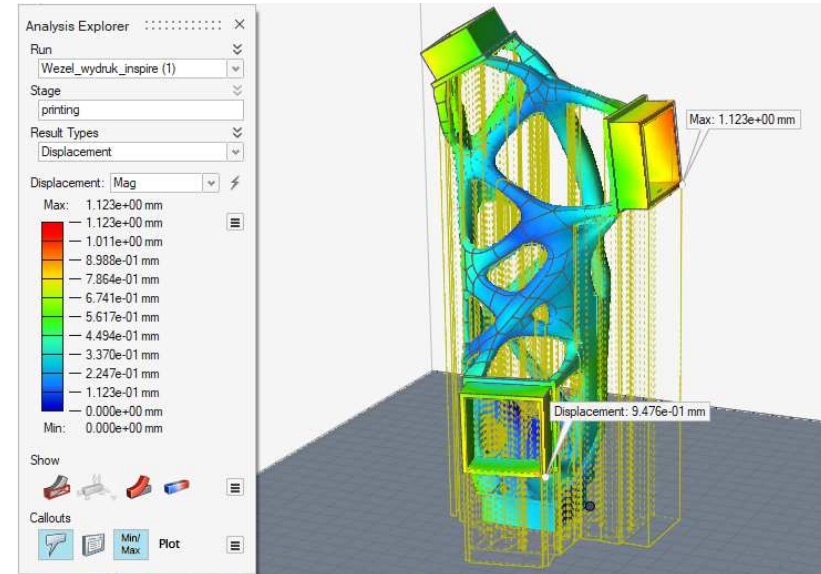 Analysis Explorer
Run
Wezel_wydruk_inspire (1)
Stage
printing
Result Types
Displacement
Displacement: Mag
Max: 1.123e+00 mm
1.123e+00 mm
1.011e+00 mm
8.988e-01 mm
7.864e-01 mm
6.741e-01 mm
5.617e-01 mm
4.494e-01 mm
3.370e-01 mm
2.247e-01 mm
1.123e-01 mm
0.000e+00 mm
Min: 0.000e+00 mm
Show
Callouts
Min/
Max
Plot
Max: 1.123e+00 mm
Displacement: 9.476e-01 mm